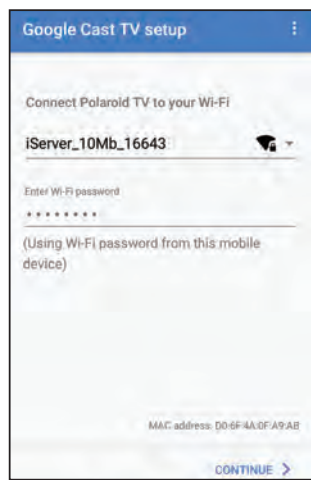 Google Cast TV setup
Connect Polaroid TV to your Wi-Fi
iServer_10Mb_16643
Enter Wi-Fi password
••••••••
(Using Wi-Fi password from this mobile
device)
MAC address: D0:6F:4A:0F:A9:AB
CONTINUE >